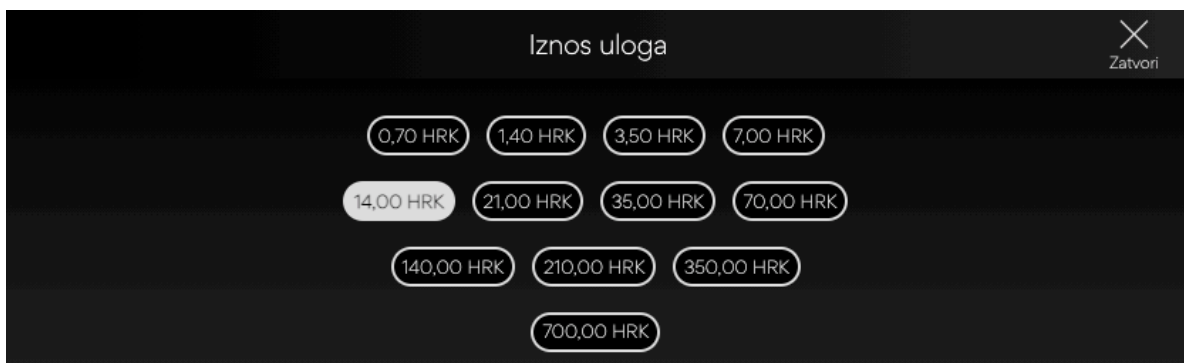 Iznos uloga
Zatvori
0,70 HRK 1,40 HRK 3,50 HRK 7,00 HRK
14,00 HRK 21,00 HRK 35,00 HRK 70,00 HRK
140,00 HRK 210,00 HRK 350,00 HRK
700,00 HRK